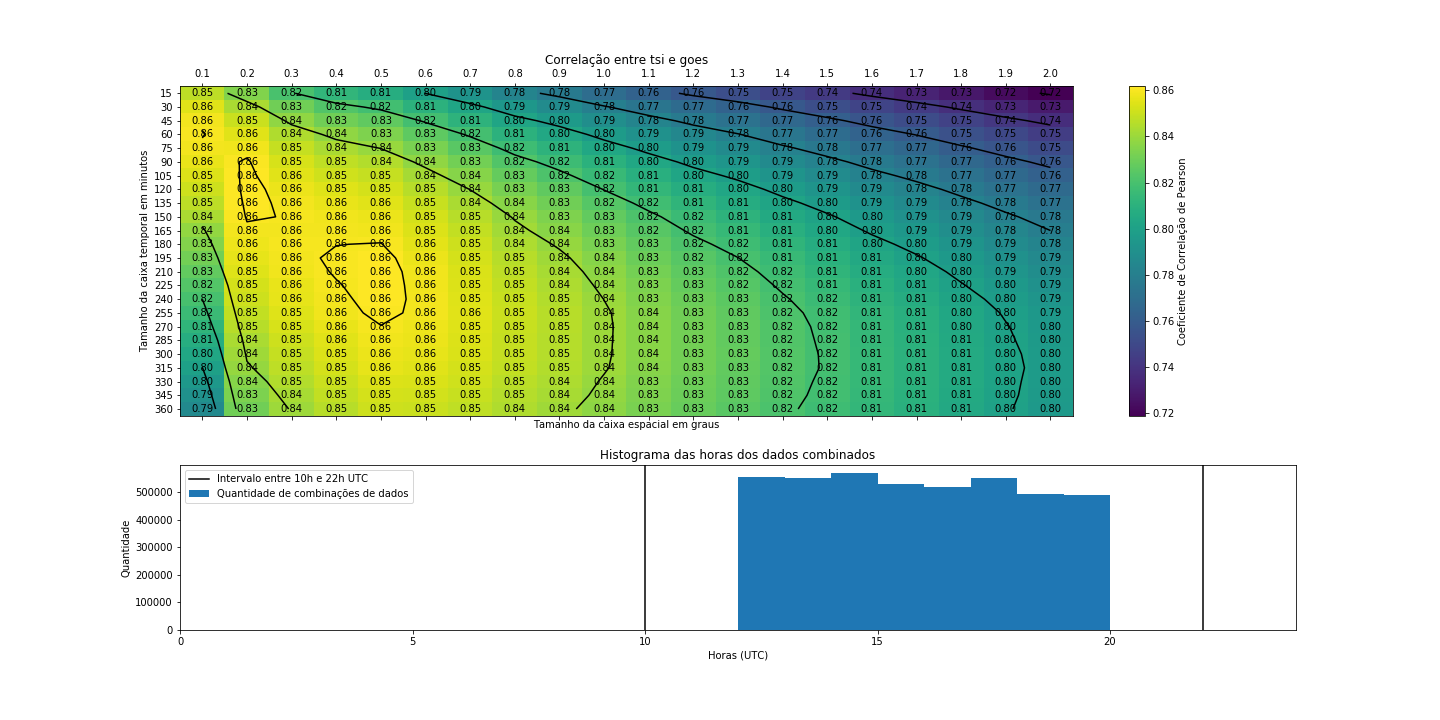 Correlação entre tsi e goes
0.1 0.2 0.3 0.4 0.5 0.6 0.7 0.8 0.9 1.0 1.1 1.2 1.3 1.4 1.5 1.6 1.7 1.8 1.9 2.0
15 0.85 0.83 0.82 0.81 0.81 0.80 0.79 0.78 0.78 0.77 0.76 0.76 0.75 0.75 0.74 0.74 0.73 0.73 0.72 0.72
30 0.86 0.84 0.83 0.82 0.82 0.81 0.80 0.79 0.79 0.78 0.77 0.77 0.76 0.76 0.75 0.75 0.74 0.74 0.73 0.73
45 0.86 0.85 0.84 0.83 0.83 0.82 0.81 0.80 0.80 0.79 0.78 0.78 0.77 0.77 0.76 0.76 0.75 0.75 0.74 0.74
60 0.86 0.86 0.84 0.84 0.83 0.83 0.82 0.81 0.80 0.80 0.79 0.79 0.78 0.77 0.77 0.76 0.76 0.75 0.75 0.75
75 0.86 0.86 0.85 0.84 0.84 0.83 0.82 0.82 0.81 0.80 0.80 0.79 0.79 0.78 0.78 0.77 0.77 0.76 0.76 0.75
90 0.86 0.86 0.85 0.85 0.84 0.84 0.83 0.82 0.82 0.81 0.80 0.80 0.79 0.79 0.78 0.78 0.77 0.77 0.76 0.76
105 0.85 0.86 0.86 0.85 0.85 0.84 0.84 0.83 0.82 0.82 0.81 0.80 0.80 0.79 0.79 0.78 0.78 0.77 0.77 0.76
120 0.85 0.86 0.86 0.85 0.85 0.84 0.84 0.83 0.83 0.82 0.81 0.81 0.80 0.80 0.79 0.79 0.78 0.78 0.77 0.77
135 0.85 0.86 0.86 0.86 0.85 0.85 0.84 0.84 0.83 0.82 0.82 0.81 0.81 0.80 0.80 0.79 0.79 0.78 0.78 0.77
150 0.84 0.86 0.86 0.86 0.86 0.85 0.85 0.84 0.83 0.83 0.82 0.82 0.81 0.81 0.80 0.80 0.79 0.79 0.78 0.78
165 0.84 0.86 0.86 0.86 0.86 0.85 0.85 0.84 0.84 0.83 0.82 0.82 0.81 0.81 0.80 0.80 0.79 0.79 0.78 0.78
180 0.83 0.86 0.86 0.86 0.86 0.86 0.85 0.84 0.84 0.83 0.83 0.82 0.82 0.81 0.81 0.80 0.80 0.79 0.79 0.78
195 0.83 0.86 0.86 0.86 0.86 0.86 0.85 0.85 0.84 0.84 0.83 0.82 0.82 0.81 0.81 0.80 0.80 0.80 0.79 0.79
210 0.83 0.85 0.86 0.86 0.86 0.86 0.85 0.85 0.84 0.84 0.83 0.83 0.82 0.82 0.81 0.81 0.80 0.80 0.79 0.79
225 0.82 0.85 0.86 0.86 0.86 0.86 0.85 0.85 0.84 0.84 0.83 0.83 0.82 0.82 0.81 0.81 0.80 0.80 0.80 0.79
240 0.82 0.85 0.86 0.86 0.86 0.86 0.85 0.85 0.85 0.84 0.83 0.83 0.82 0.82 0.82 0.81 0.81 0.80 0.80 0.79
255 0.82 0.85 0.85 0.86 0.86 0.86 0.85 0.85 0.85 0.84 0.84 0.83 0.83 0.82 0.82 0.81 0.81 0.80 0.80 0.79
270 0.81 0.85 0.85 0.86 0.86 0.86 0.85 0.85 0.85 0.84 0.84 0.83 0.83 0.82 0.82 0.81 0.81 0.80 0.80 0.80
285 0.81 0.84 0.85 0.85 0.86 0.86 0.85 0.85 0.85 0.84 0.84 0.83 0.83 0.82 0.82 0.81 0.81 0.81 0.80 0.80
300 0.80 0.84 0.85 0.85 0.86 0.86 0.85 0.85 0.85 0.84 0.84 0.83 0.83 0.82 0.82 0.81 0.81 0.81 0.80 0.80
315 0.80 0.84 0.85 0.85 0.86 0.86 0.85 0.85 0.85 0.84 0.84 0.83 0.83 0.82 0.82 0.81 0.81 0.81 0.80 0.80
330 0.80 0.84 0.85 0.85 0.85 0.85 0.85 0.85 0.84 0.84 0.83 0.83 0.83 0.82 0.82 0.81 0.81 0.81 0.80 0.80
345 0.79 0.83 0.84 0.85 0.85 0.85 0.85 0.85 0.84 0.84 0.83 0.83 0.83 0.82 0.82 0.81 0.81 0.81 0.80 0.80
360 0.79 0.83 0.84 0.85 0.85 0.85 0.85 0.84 0.84 0.84 0.83 0.83 0.83 0.82 0.82 0.81 0.81 0.81 0.80 0.80
Tamanho da caixa temporal em minutos
Tamanho da caixa espacial em graus
0.86
0.84
0.82
0.80
0.78
0.76
0.74
0.72
Coeficiente de Correlação de Pearson
Histograma das horas dos dados combinados
Intervalo entre 10h e 22h UTC
Quantidade de combinações de dados
500000
400000
300000
200000
100000
0
Quantidade
0 5 10 15 20
Horas (UTC)